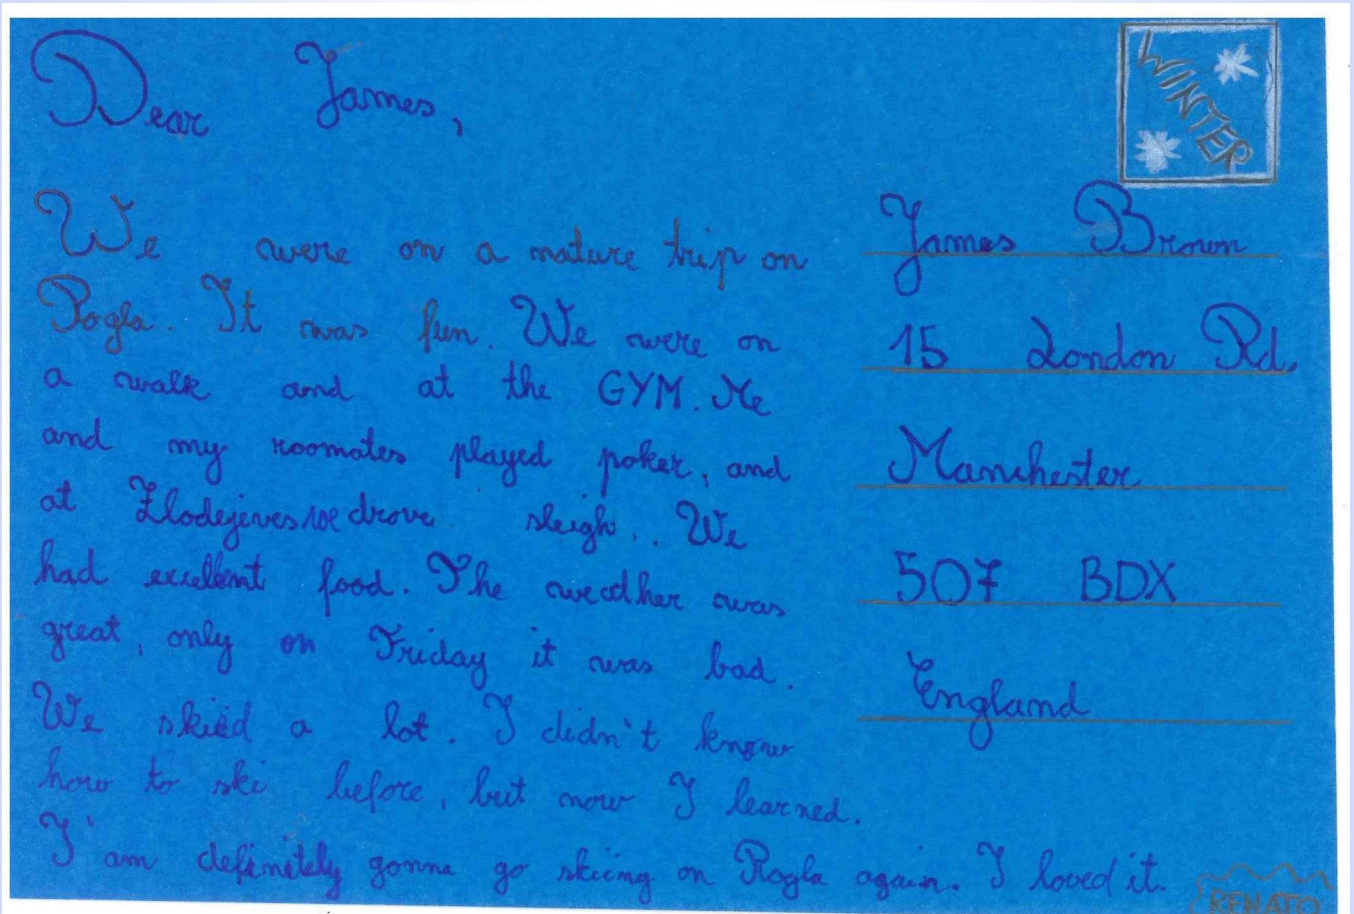 Dear James,
WINTER
We were on a nature trip on
Rogla. It was fun. We were on
a walk and at the GYM. Me
and my roomates played poker, and
at Zlodejeves we drove sleigh.. We
had excellent food. The weather was
great, only on Friday it was bad.
We skied a lot. I didn't know
how to ski before, but now I learned.
I'am definitely gonna go skiing on Rogla again. I loved it.
James Brown
15 London Rd.
Manchester
507 BDX
England
RENATO